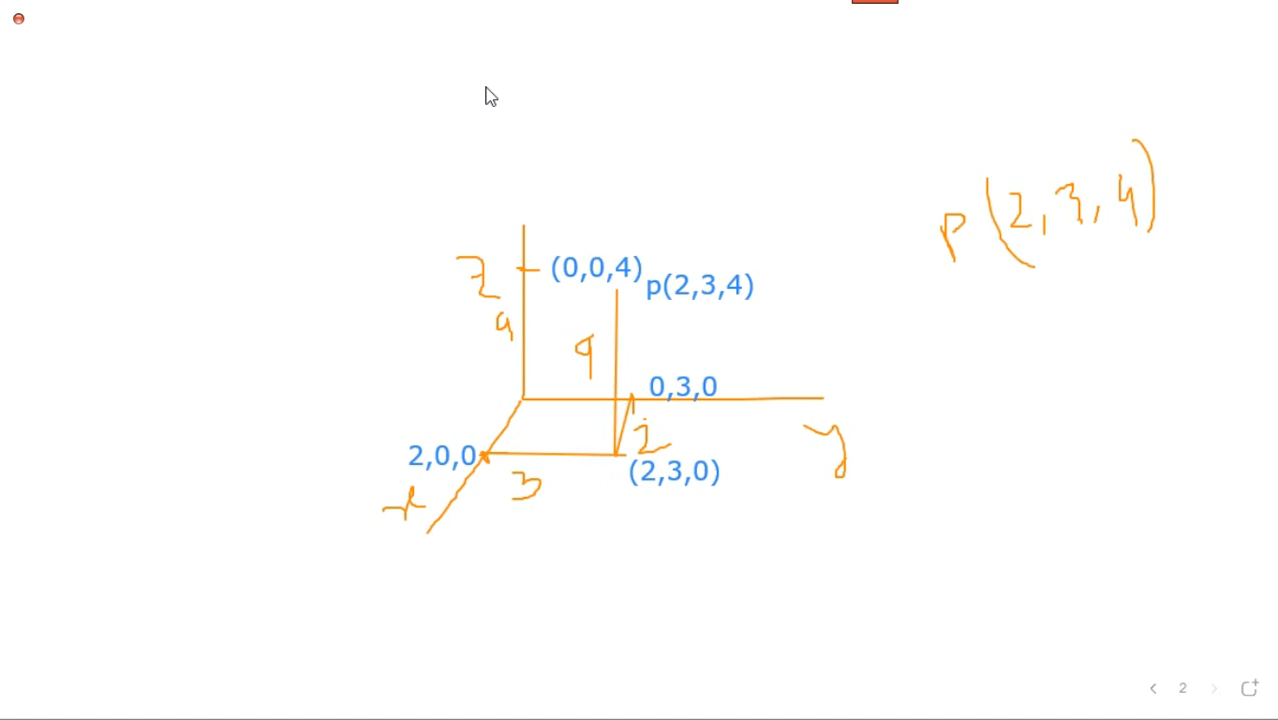 P(2,3,4)
z
(0,0,4)
p(2,3,4)
4
4
0,3,0
2
y
2,0,0
(2,3,0)
3
x
2